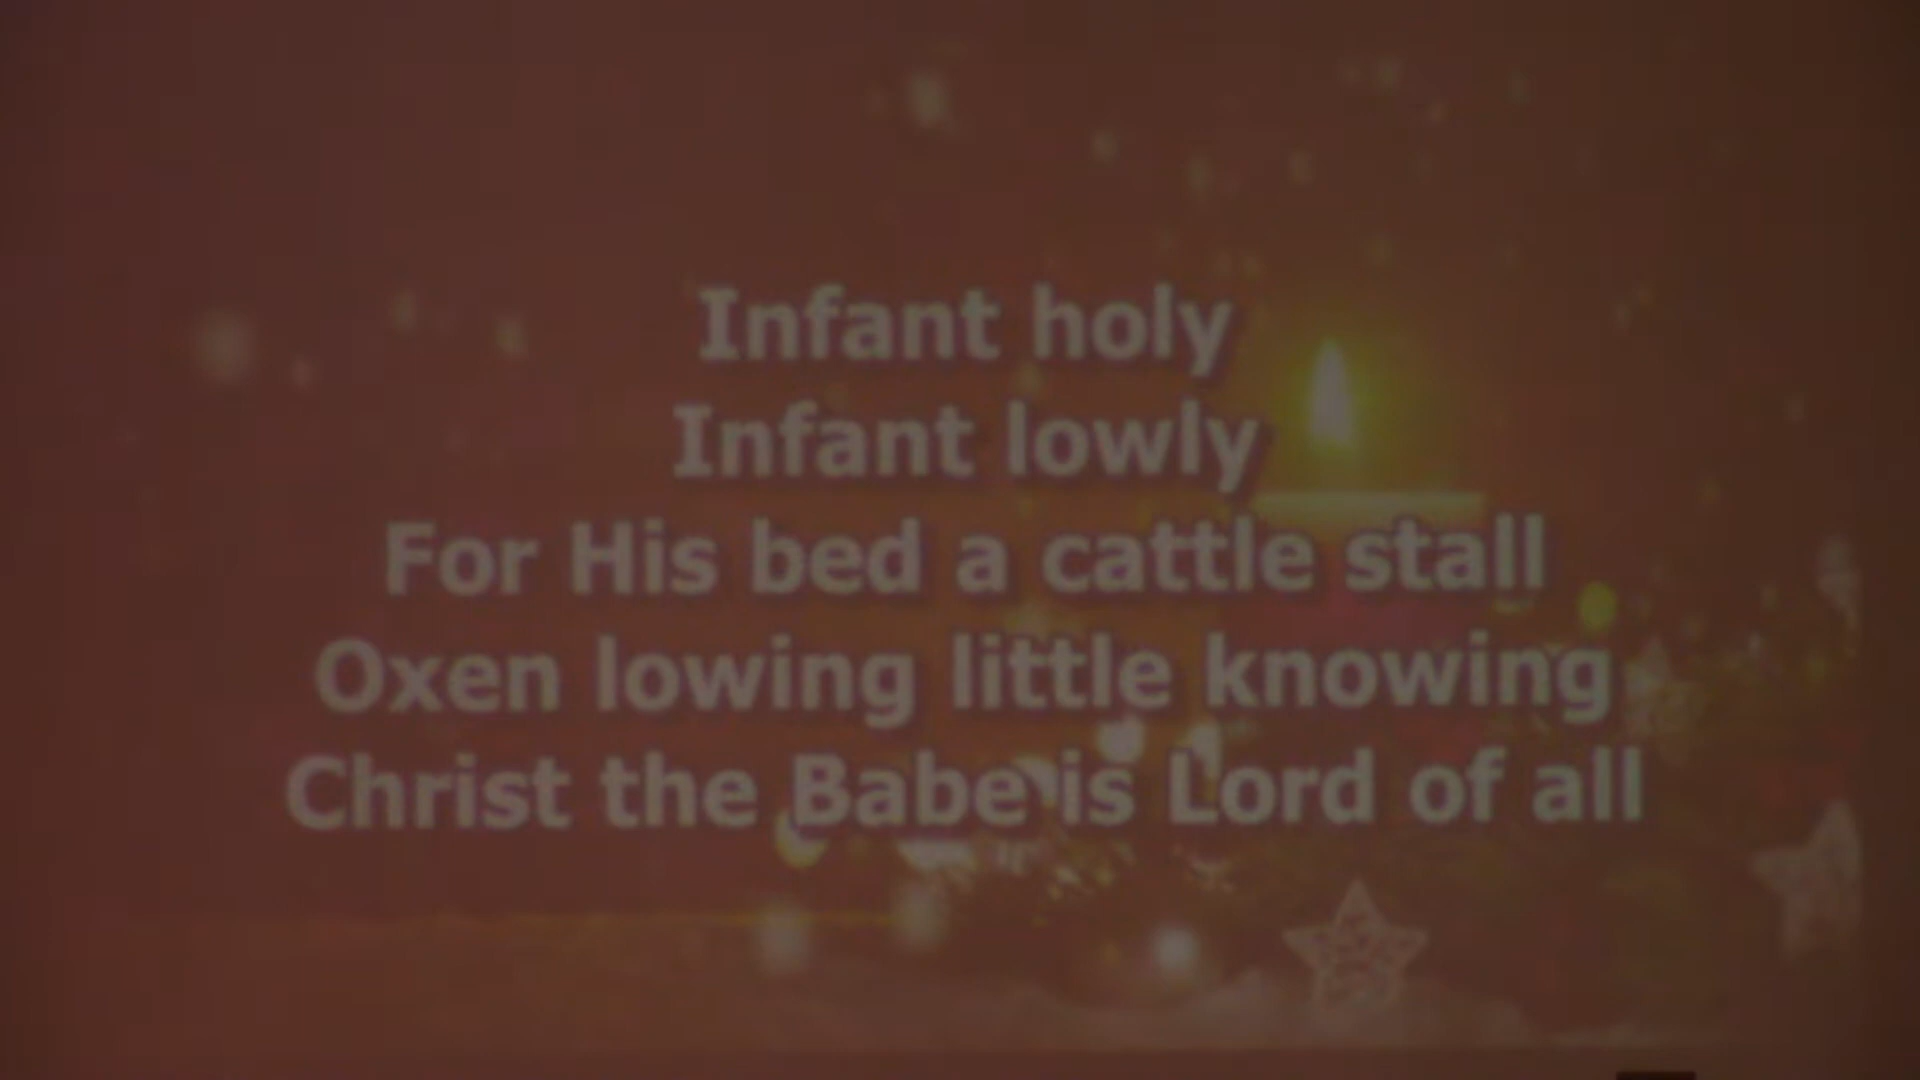 Infant holy
Infant lowly
For His bed a cattle stall
Oxen lowing little knowing
Christ the Babe is Lord of all